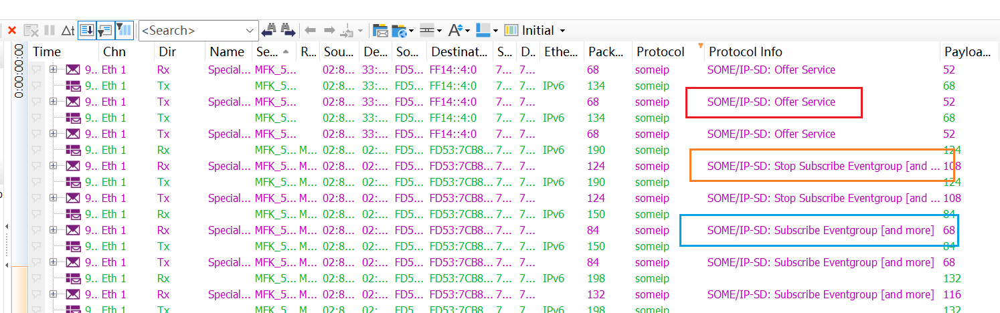 <Search> Initial
Time Chn Dir Name Se... R... Sou... De... So... Destinat... S... D.. Ethe... Pack... Protocol Protocol Info Payloa...
0:00:00:00
9... Eth 1 Rx Special... MFK_5... 02:8... 33:... FD5... FF14::4:0 7... 7... 68 someip SOME/IP-SD: Offer Service 52
9... Eth 1 Tx MFK_5... 02:8... 33:... FD5... FF14::4:0 7... 7... IPv6 134 someip 68
9... Eth 1 Tx Special... MFK_5... 02:8... 33:... FD5... FF14::4:0 7... 7... 68 someip SOME/IP-SD: Offer Service 52
9... Eth 1 Rx MFK_5... 02:8... 33:... FD5... FF14::4:0 7... 7... IPv6 134 someip 68
9... Eth 1 Rx Special... MFK_5... 02:8... 33:... FD5... FF14::4:0 7... 7... 68 someip SOME/IP-SD: Offer Service 52
9... Eth 1 Rx MFK_5... M... 02:8... 02:... FD5... FD53:7CB8... 7... 7... IPv6 190 someip 124
9... Eth 1 Rx Special... MFK_5... M... 02:8... 02:... FD5... FD53:7CB8... 7... 7... 124 someip SOME/IP-SD: Stop Subscribe Eventgroup [and ... 108
9... Eth 1 Tx MFK_5... M... 02:8... 02:... FD5... FD53:7CB8... 7... 7... IPv6 190 someip 124
9... Eth 1 Tx Special... MFK_5... M... 02:8... 02:... FD5... FD53:7CB8... 7... 7... 124 someip SOME/IP-SD: Stop Subscribe Eventgroup [and ... 108
9... Eth 1 Rx MFK_5... M... 02:8... 02:... FD5... FD53:7CB8... 7... 7... IPv6 150 someip 84
9... Eth 1 Rx Special... MFK_5... M... 02:8... 02:... FD5... FD53:7CB8... 7... 7... 84 someip SOME/IP-SD: Subscribe Eventgroup [and more] 68
9... Eth 1 Tx MFK_5... M... 02:8... 02:... FD5... FD53:7CB8... 7... 7... IPv6 150 someip 84
9... Eth 1 Tx Special... MFK_5... M... 02:8... 02:... FD5... FD53:7CB8... 7... 7... 84 someip SOME/IP-SD: Subscribe Eventgroup [and more] 68
9... Eth 1 Rx MFK_5... M... 02:8... 02:... FD5... FD53:7CB8... 7... 7... IPv6 198 someip 132
9... Eth 1 Rx Special... MFK_5... M... 02:8... 02:... FD5... FD53:7CB8... 7... 7... 132 someip SOME/IP-SD: Subscribe Eventgroup [and more] 116
9... Eth 1 Tx MFK_5... M... 02:8... 02:... FD5... FD53:7CB8... 7... 7... IPv6 198 someip 132